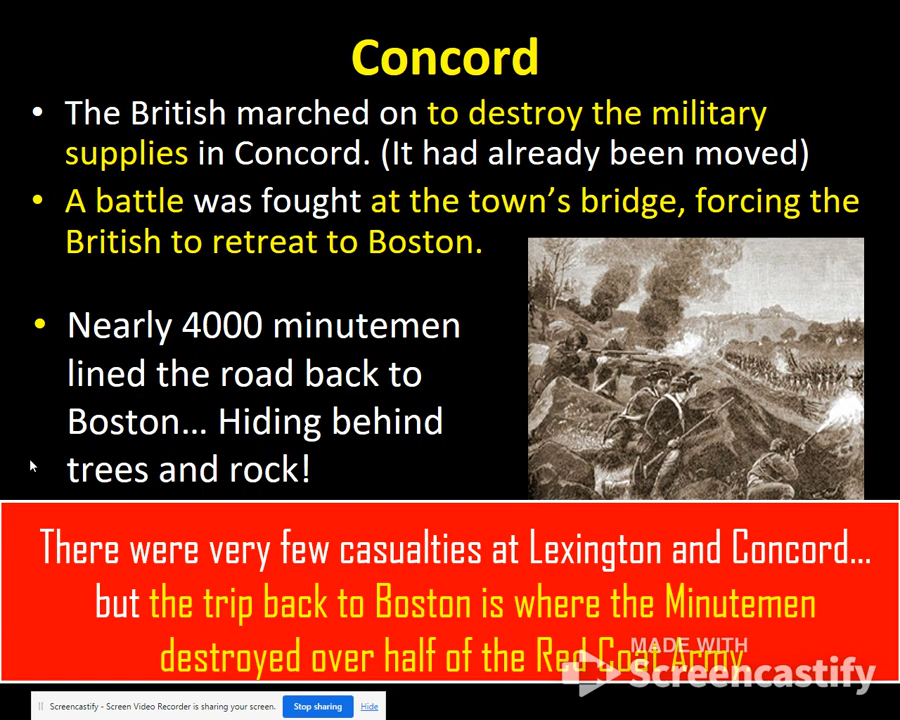 Concord
• The British marched on to destroy the military
supplies in Concord. (It had already been moved)
• A battle was fought at the town's bridge, forcing the
British to retreat to Boston.
• Nearly 4000 minutemen
lined the road back to
Boston... Hiding behind
trees and rock!
There were very few casualties at Lexington and Concord...
but the trip back to Boston is where the Minutemen
destroyed over half of the Red Coat Army.
MADE WITH
Screencastify
Screencastify - Screen Video Recorder is sharing your screen. Stop sharing Hide